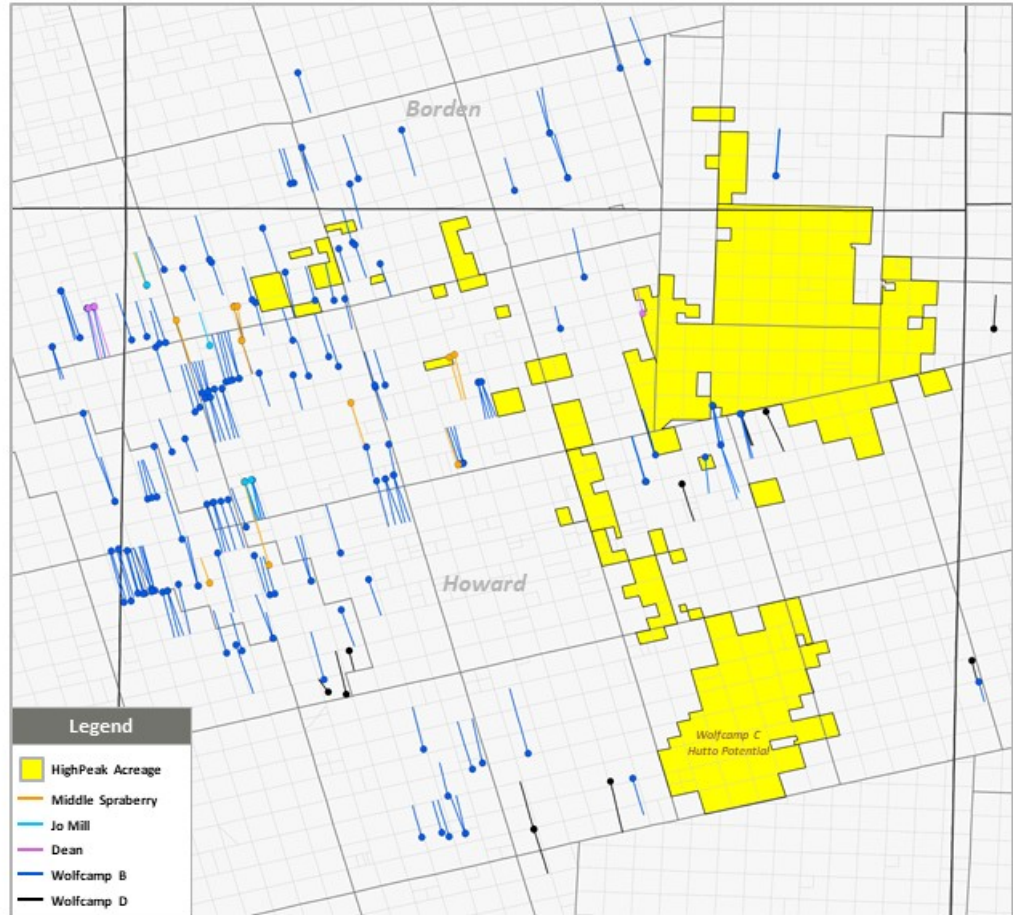 Borden
Howard
Wolfcamp C
Hutto Potential
Legend
HighPeak Acreage
Middle Spraberry
Jo Mill
Dean
Wolfcamp B
Wolfcamp D